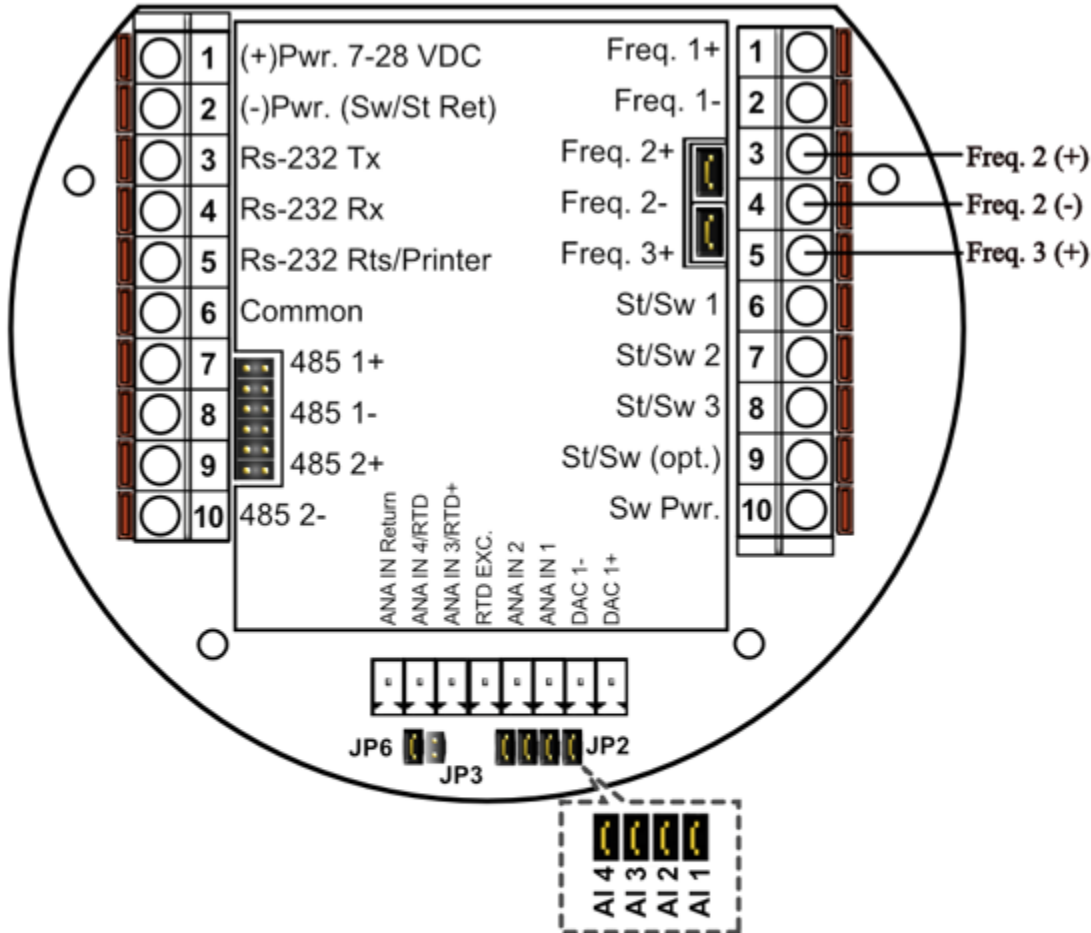 1 (+)Pwr. 7-28 VDC
2 (-)Pwr. (Sw/St Ret)
3 Rs-232 Tx
4 Rs-232 Rx
5 Rs-232 Rts/Printer
6 Common
7 485 1+
8 485 1-
9 485 2+
10 485 2-
Freq. 1+ 1
Freq. 1- 2
Freq. 2+ 3 Freq. 2 (+)
Freq. 2- 4 Freq. 2 (-)
Freq. 3+ 5 Freq. 3 (+)
St/Sw 1 6
St/Sw 2 7
St/Sw 3 8
St/Sw (opt.) 9
Sw Pwr. 10
ANA IN Return
ANA IN 4/RTD
ANA IN 3/RTD+
RTD EXC.
ANA IN 2
ANA IN 1
DAC 1-
DAC 1+
JP6
JP3
JP2
AI 4
AI 3
AI 2
AI 1